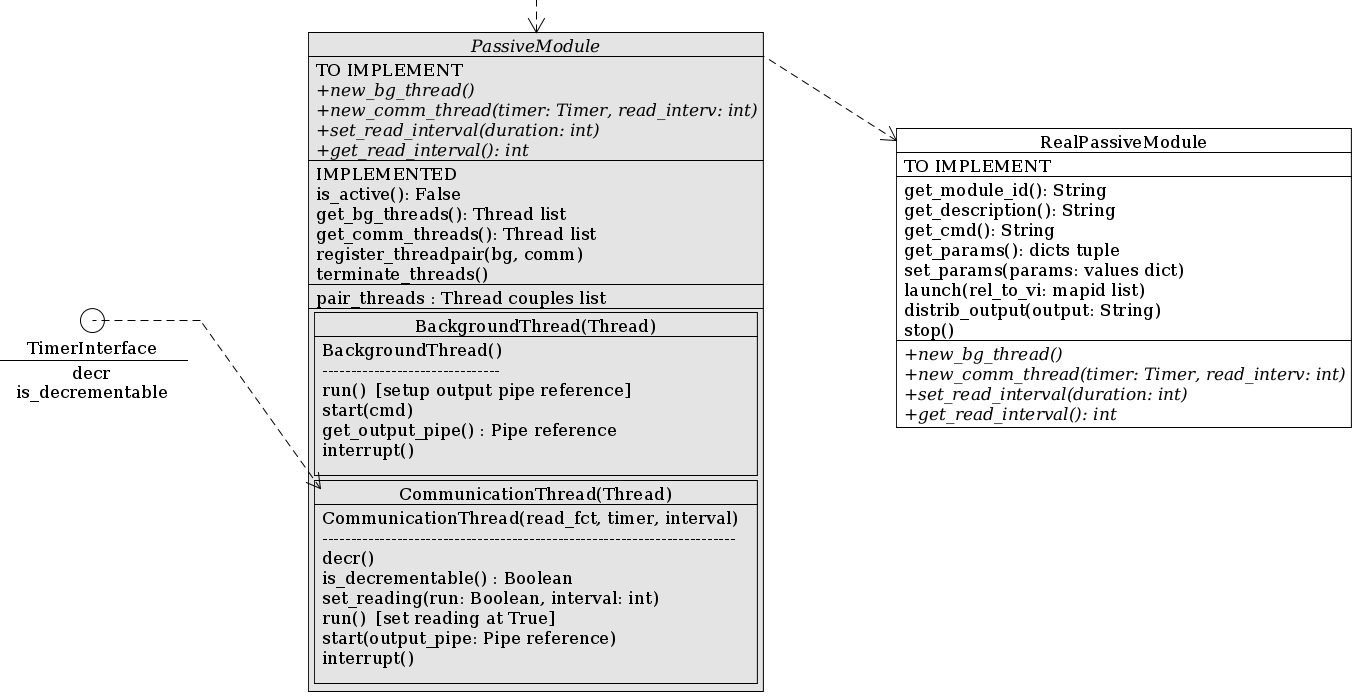 PassiveModule
TO IMPLEMENT
+new_bg_thread()
+new_comm_thread(timer: Timer, read_interv: int)
+set_read_interval(duration: int)
+get_read_interval(): int
IMPLEMENTED
is_active(): False
get_bg_threads(): Thread list
get_comm_threads(): Thread list
register_threadpair(bg, comm)
terminate_threads()
pair_threads : Thread couples list
BackgroundThread(Thread)
BackgroundThread()
------------------------------
run()  [setup output pipe reference]
start(cmd)
get_output_pipe() : Pipe reference
interrupt()
CommunicationThread(Thread)
CommunicationThread(read_fct, timer, interval)
----------------------------------------------------------------------
decr()
is_decrementable() : Boolean
set_reading(run: Boolean, interval: int)
run()  [set reading at True]
start(output_pipe: Pipe reference)
interrupt()
TimerInterface
decr
is_decrementable
RealPassiveModule
TO IMPLEMENT
get_module_id(): String
get_description(): String
get_cmd(): String
get_params(): dicts tuple
set_params(params: values dict)
launch(rel_to_vi: mapid list)
distrib_output(output: String)
stop()
+new_bg_thread()
+new_comm_thread(timer: Timer, read_interv: int)
+set_read_interval(duration: int)
+get_read_interval(): int